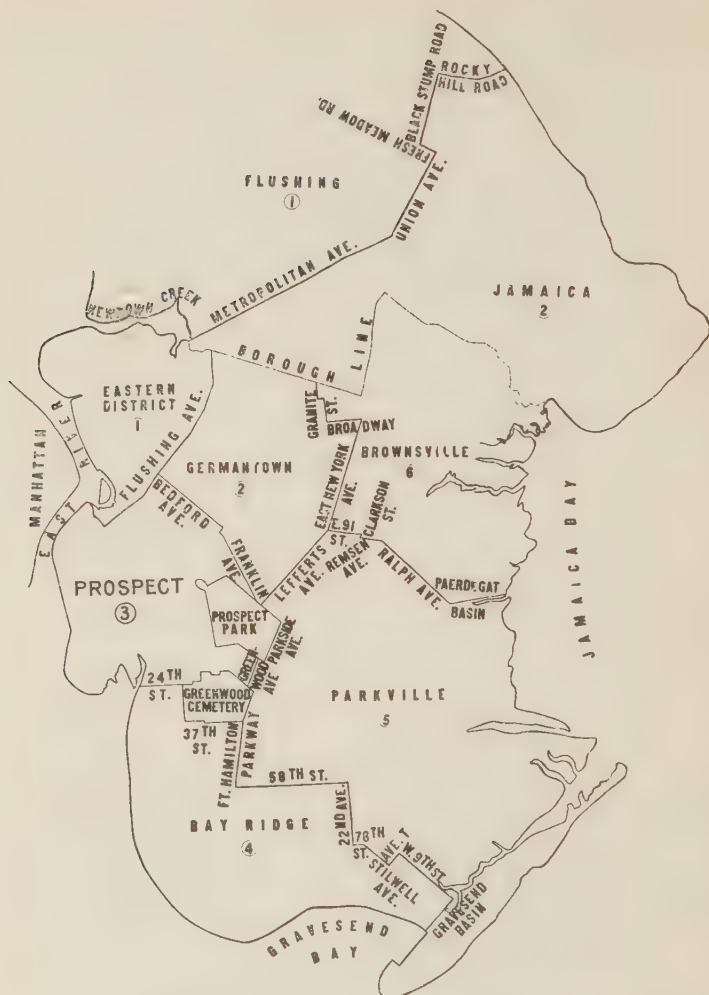 BLACK STUMP ROAD
ROCKY
HILL ROAD
FRESH MEADOW RD.
FLUSHING
1
UNION AVE.
METROPOLITAN AVE.
JAMAICA
2
NEWTOWN CREEK
BOROUGH LINE
EASTERN
DISTRICT
1
FLUSHING AVE.
MANHATTAN
EAST RIVER
GRANITE
ST.
BROADWAY
BROWNSVILLE
6
GERMANTOWN
2
BEDFORD
AVE.
EAST NEW YORK
AVE.
E. 91
ST.
CLARKSON
ST.
REMSEN
AVE.
RALPH AVE.
PAERDEGAT
BASIN
JAMAICA BAY
FRANKLIN
AVE
LEFFERTS
AVE.
PROSPECT
3
PROSPECT
PARK
PARKSIDE
AVE.
GREEN-
WOOD
AVE
24TH
ST.
GREENWOOD
CEMETERY
37TH
ST.
FT. HAMILTON
PARKWAY
PARKVILLE
5
58TH ST.
BAY RIDGE
4
22ND AVE.
78TH
ST.
AVE. T
W. 9TH ST.
STILWELL
AVE.
GRAVESEND
BASIN
GRAVESEND
BAY